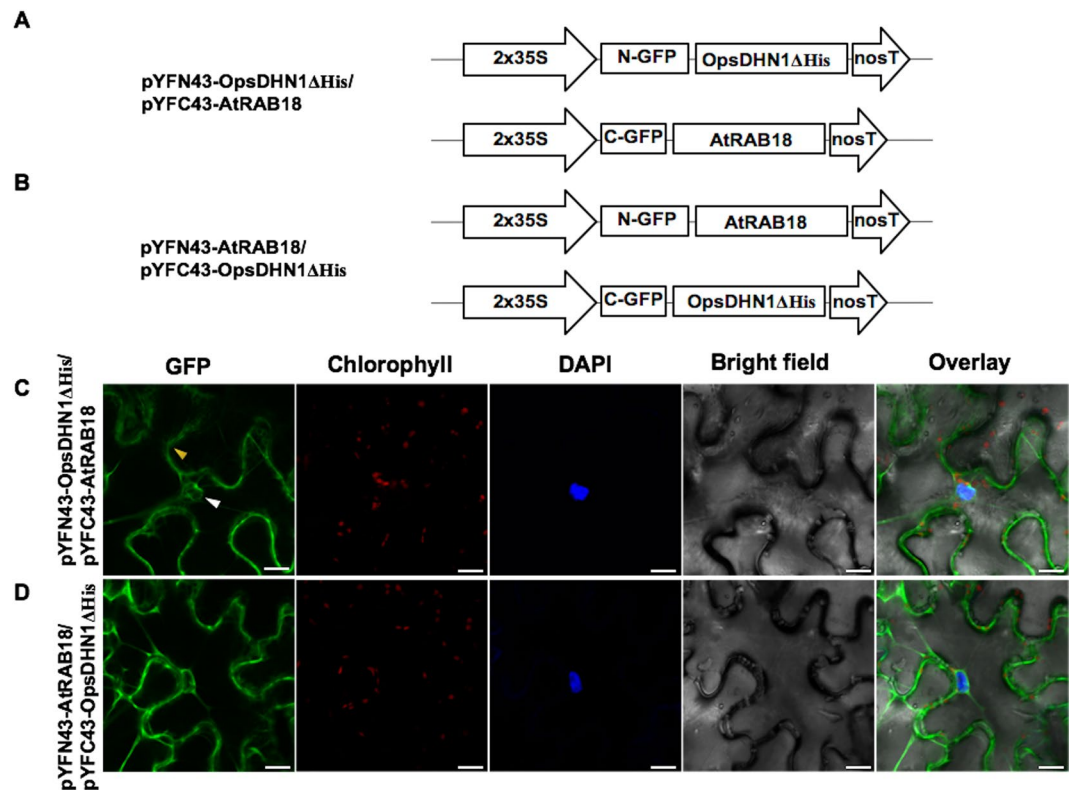 A
pYFN43-OpsDHN1ΔHis/
pYFC43-AtRAB18
2x35S N-GFP OpsDHN1ΔHis nosT
2x35S C-GFP AtRAB18 nosT
B
pYFN43-AtRAB18/
pYFC43-OpsDHN1ΔHis
2x35S N-GFP AtRAB18 nosT
2x35S C-GFP OpsDHN1ΔHis nosT
GFP Chlorophyll DAPI Bright field Overlay
C
pYFN43-OpsDHN1ΔHis/
pYFC43-AtRAB18
D
pYFN43-AtRAB18/
pYFC43-OpsDHN1ΔHis